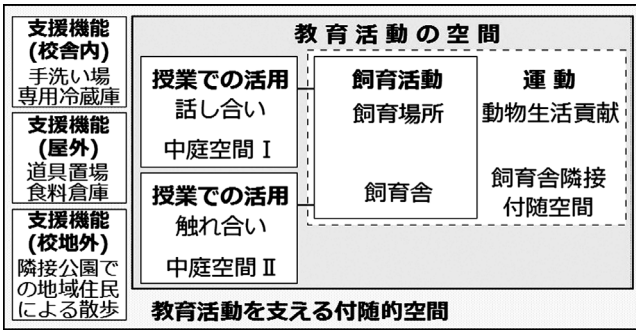 支援機能
(校舎内)
手洗い場
専用冷蔵庫
支援機能
(屋外)
道具置場
食料倉庫
支援機能
(校地外)
隣接公園で
の地域住民
による散歩
教育活動の空間
授業での活用
話し合い
中庭空間Ⅰ
授業での活用
触れ合い
中庭空間Ⅱ
飼育活動
飼育場所
飼育舎
運動
動物生活貢献
飼育舎隣接
付随空間
教育活動を支える付随的空間